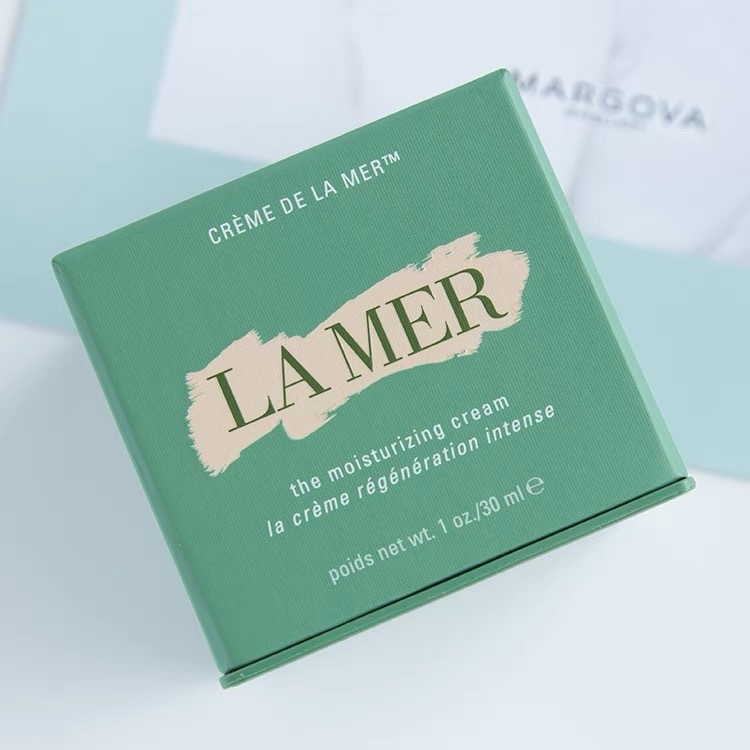 MARGOVA
CRÈME DE LA MER™
LA MER
the moisturizing cream
la crème régénération intense
poids net wt. 1 oz./30 ml ℮